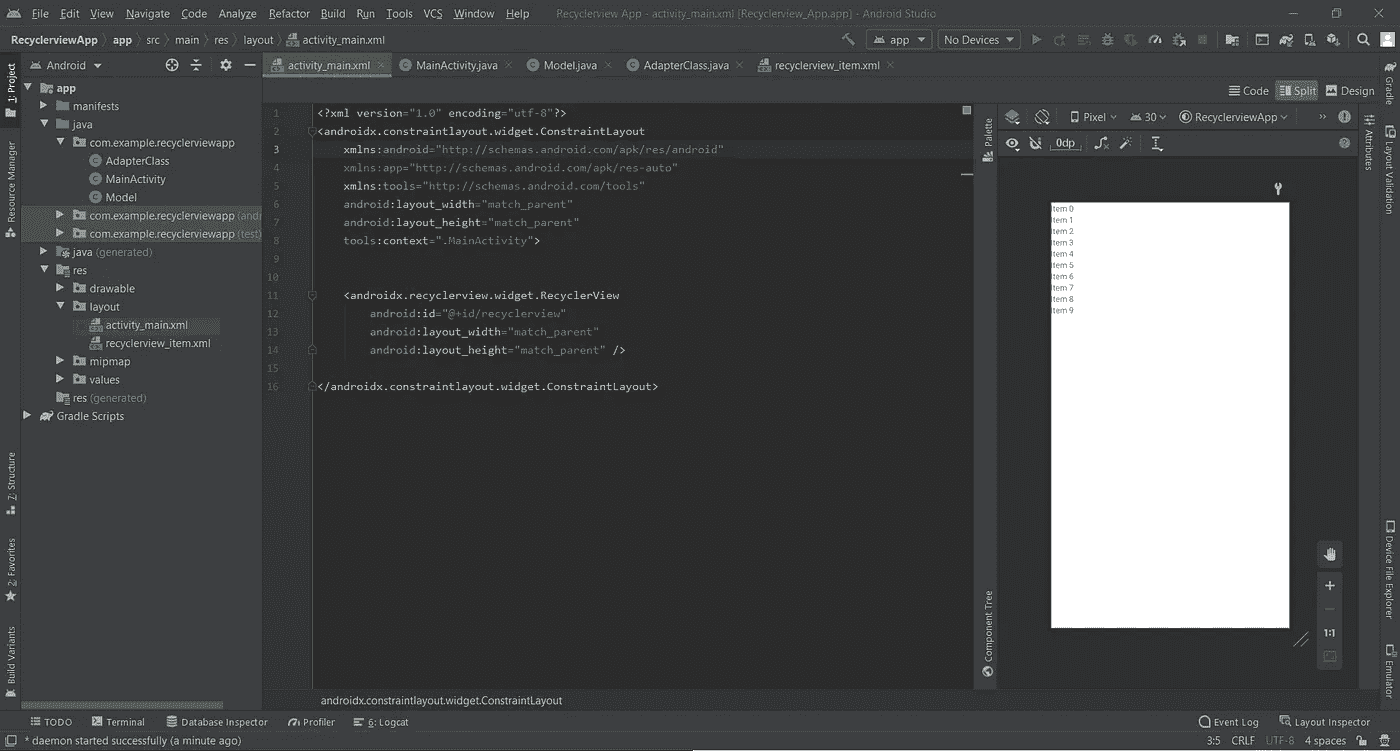 File Edit View Navigate Code Analyze Refactor Build Run Tools VCS Window Help Recyclerview App - activity_main.xml [Recyclerview_App.app] - Android Studio
RecyclerviewApp app src main res layout activity_main.xml app No Devices
1: Project
Resource Manager
Z: Structure
2: Favorites
Build Variants
Android
app
manifests
java
com.example.recyclerviewapp
AdapterClass
MainActivity
Model
com.example.recyclerviewapp (andr
com.example.recyclerviewapp (test)
java (generated)
res
drawable
layout
activity_main.xml
recyclerview_item.xml
mipmap
values
res (generated)
Gradle Scripts
activity_main.xml MainActivity.java Model.java AdapterClass.java recyclerview_item.xml
Code Split Design
1 <?xml version="1.0" encoding="utf-8"?>
2 <androidx.constraintlayout.widget.ConstraintLayout
3 xmlns:android="http://schemas.android.com/apk/res/android"
4 xmlns:app="http://schemas.android.com/apk/res-auto"
5 xmlns:tools="http://schemas.android.com/tools"
6 android:layout_width="match_parent"
7 android:layout_height="match_parent"
8 tools:context=".MainActivity">
9
10
11 <androidx.recyclerview.widget.RecyclerView
12 android:id="@+id/recyclerview"
13 android:layout_width="match_parent"
14 android:layout_height="match_parent" />
15
16 </androidx.constraintlayout.widget.ConstraintLayout>
androidx.constraintlayout.widget.ConstraintLayout
Palette
Component Tree
Pixel 30 RecyclerviewApp »
0dp
Item 0
Item 1
Item 2
Item 3
Item 4
Item 5
Item 6
Item 7
Item 8
Item 9
1:1
Attributes
Gradle
Layout Validation
Device File Explorer
Emulator
TODO Terminal Database Inspector Profiler 6: Logcat Event Log Layout Inspector
* daemon started successfully (a minute ago) 3:5 CRLF UTF-8 4 spaces